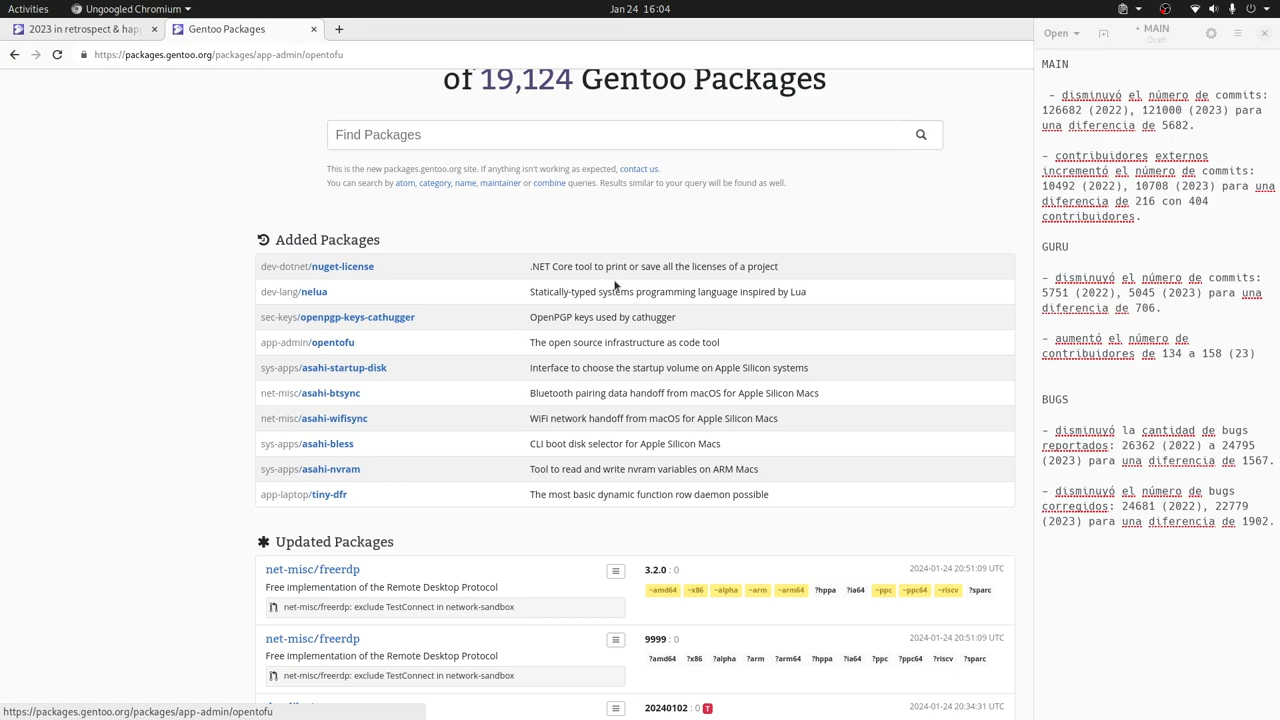 Activities
Ungoogled Chromium
Jan 24 16:04
2023 in retrospect & hap
Gentoo Packages
https://packages.gentoo.org/packages/app-admin/opentofu
of 19,124 Gentoo Packages
Find Packages
This is the new packages.gentoo.org site. If anything isn't working as expected, contact us.
You can search by atom, category, name, maintainer or combine queries. Results similar to your query will be found as well.
Added Packages
dev-dotnet/nuget-license .NET Core tool to print or save all the licenses of a project
dev-lang/nelua Statically-typed systems programming language inspired by Lua
sec-keys/openpgp-keys-cathugger OpenPGP keys used by cathugger
app-admin/opentofu The open source infrastructure as code tool
sys-apps/asahi-startup-disk Interface to choose the startup volume on Apple Silicon systems
net-misc/asahi-btsync Bluetooth pairing data handoff from macOS for Apple Silicon Macs
net-misc/asahi-wifisync WiFi network handoff from macOS for Apple Silicon Macs
sys-apps/asahi-bless CLI boot disk selector for Apple Silicon Macs
sys-apps/asahi-nvram Tool to read and write nvram variables on ARM Macs
app-laptop/tiny-dfr The most basic dynamic function row daemon possible
Updated Packages
net-misc/freerdp
Free implementation of the Remote Desktop Protocol
net-misc/freerdp: exclude TestConnect in network-sandbox
3.2.0 : 0 2024-01-24 20:51:09 UTC
~amd64 ~x86 ~alpha ~arm ~arm64 ?hppa ?ia64 ~ppc ~ppc64 ~riscv ?sparc
net-misc/freerdp
Free implementation of the Remote Desktop Protocol
net-misc/freerdp: exclude TestConnect in network-sandbox
9999 : 0 2024-01-24 20:51:09 UTC
?amd64 ?x86 ?alpha ?arm ?arm64 ?hppa ?ia64 ?ppc ?ppc64 ?riscv ?sparc
20240102 : 0 T 2024-01-24 20:34:31 UTC
https://packages.gentoo.org/packages/app-admin/opentofu
Open
• MAIN
Draft
MAIN
- disminuyó el número de commits:
126682 (2022), 121000 (2023) para
una diferencia de 5682.
- contribuidores externos
incrementó el número de commits:
10492 (2022), 10708 (2023) para una
diferencia de 216 con 404
contribuidores.
GURU
- disminuyó el número de commits:
5751 (2022), 5045 (2023) para una
diferencia de 706.
- aumentó el número de
contribuidores de 134 a 158 (23)
BUGS
- disminuyó la cantidad de bugs
reportados: 26362 (2022) a 24795
(2023) para una diferencia de 1567.
- disminuyó el número de bugs
corregidos: 24681 (2022), 22779
(2023) para una diferencia de 1902.